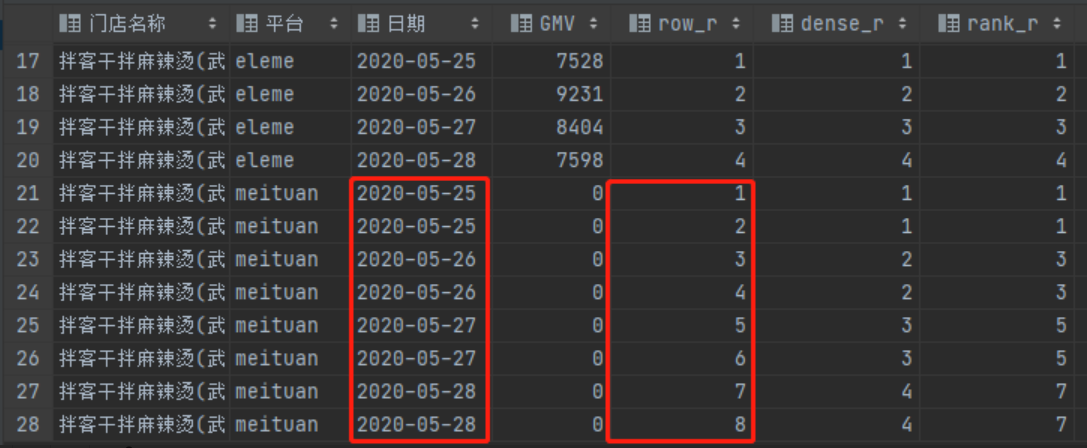 门店名称 平台 日期 GMV row_r dense_r rank_r
17 拌客干拌麻辣烫(武 eleme 2020-05-25 7528 1 1 1
18 拌客干拌麻辣烫(武 eleme 2020-05-26 9231 2 2 2
19 拌客干拌麻辣烫(武 eleme 2020-05-27 8404 3 3 3
20 拌客干拌麻辣烫(武 eleme 2020-05-28 7598 4 4 4
21 拌客干拌麻辣烫(武 meituan 2020-05-25 0 1 1 1
22 拌客干拌麻辣烫(武 meituan 2020-05-25 0 2 1 1
23 拌客干拌麻辣烫(武 meituan 2020-05-26 0 3 2 3
24 拌客干拌麻辣烫(武 meituan 2020-05-26 0 4 2 3
25 拌客干拌麻辣烫(武 meituan 2020-05-27 0 5 3 5
26 拌客干拌麻辣烫(武 meituan 2020-05-27 0 6 3 5
27 拌客干拌麻辣烫(武 meituan 2020-05-28 0 7 4 7
28 拌客干拌麻辣烫(武 meituan 2020-05-28 0 8 4 7